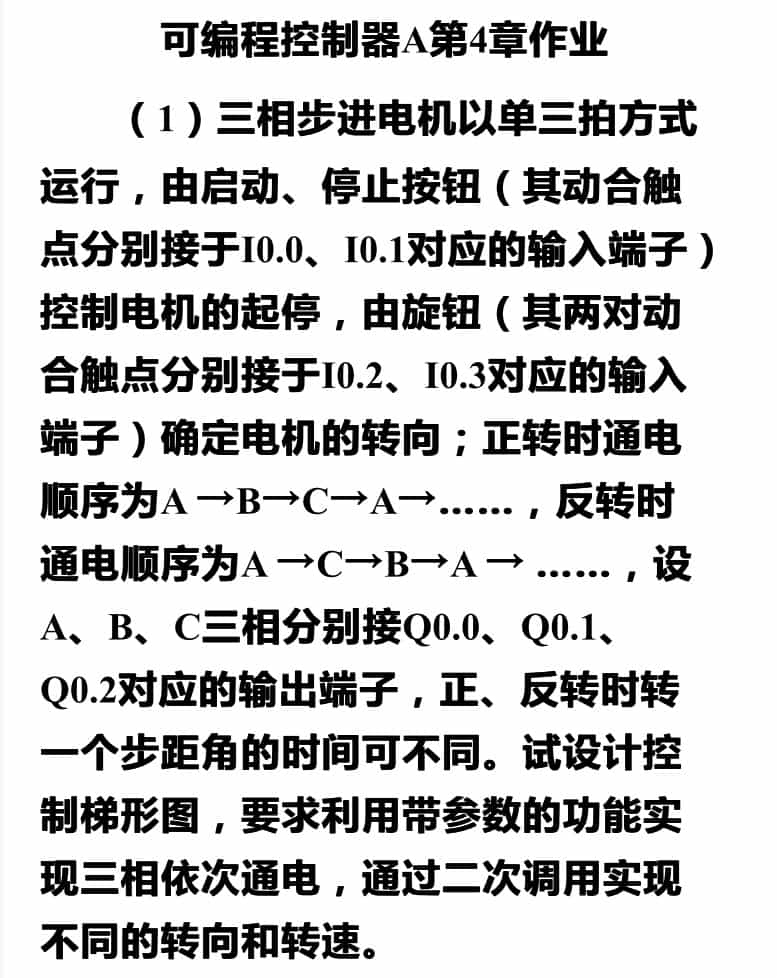 可编程控制器A第4章作业
（1）三相步进电机以单三拍方式
运行，由启动、停止按钮（其动合触
点分别接于I0.0、I0.1对应的输入端子）
控制电机的起停，由旋钮（其两对动
合触点分别接于I0.2、I0.3对应的输入
端子）确定电机的转向；正转时通电
顺序为A →B→C→A→……，反转时
通电顺序为A →C→B→A → ……，设
A、B、C三相分别接Q0.0、Q0.1、
Q0.2对应的输出端子，正、反转时转
一个步距角的时间可不同。试设计控
制梯形图，要求利用带参数的功能实
现三相依次通电，通过二次调用实现
不同的转向和转速。